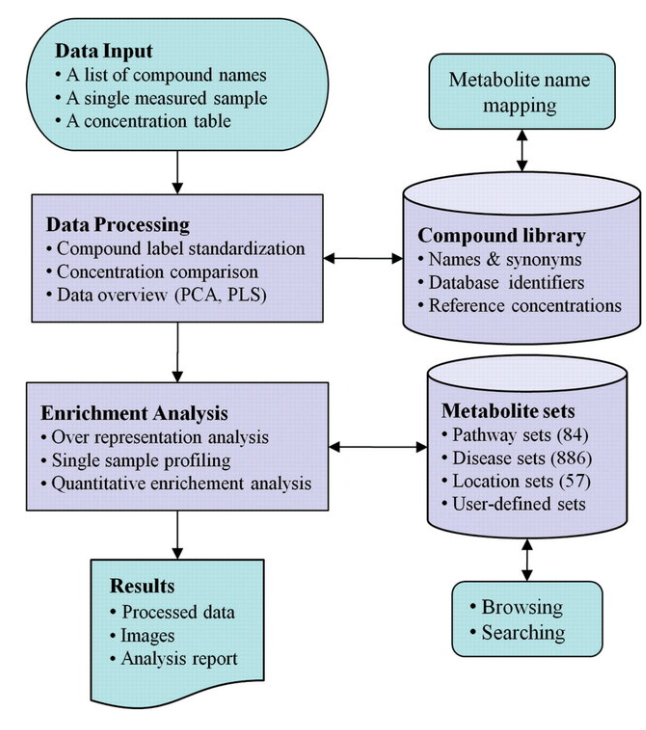 Data Input
• A list of compound names
• A single measured sample
• A concentration table
Metabolite name
mapping
Data Processing
• Compound label standardization
• Concentration comparison
• Data overview (PCA, PLS)
Compound library
• Names & synonyms
• Database identifiers
• Reference concentrations
Enrichment Analysis
• Over representation analysis
• Single sample profiling
• Quantitative enrichement analysis
Metabolite sets
• Pathway sets (84)
• Disease sets (886)
• Location sets (57)
• User-defined sets
Results
• Processed data
• Images
• Analysis report
• Browsing
• Searching